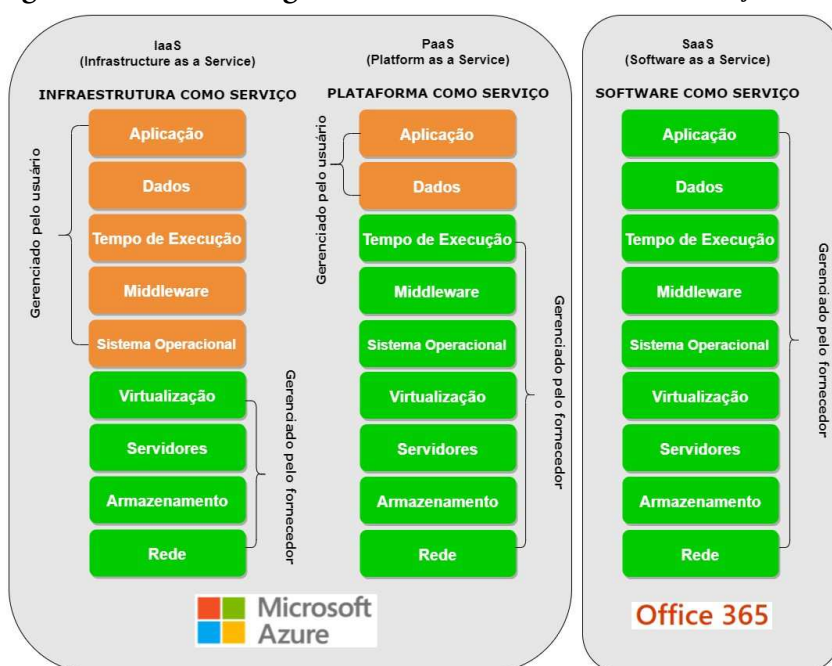 IaaS
(Infrastructure as a Service)
INFRAESTRUTURA COMO SERVIÇO
Gerenciado pelo usuário
Aplicação
Dados
Tempo de Execução
Middleware
Sistema Operacional
Virtualização
Servidores
Armazenamento
Rede
Gerenciado pelo fornecedor
PaaS
(Platform as a Service)
PLATAFORMA COMO SERVIÇO
Gerenciado pelo usuário
Aplicação
Dados
Tempo de Execução
Middleware
Sistema Operacional
Virtualização
Servidores
Armazenamento
Rede
Gerenciado pelo fornecedor
Microsoft
Azure
SaaS
(Software as a Service)
SOFTWARE COMO SERVIÇO
Aplicação
Dados
Tempo de Execução
Middleware
Sistema Operacional
Virtualização
Servidores
Armazenamento
Rede
Gerenciado pelo fornecedor
Office 365